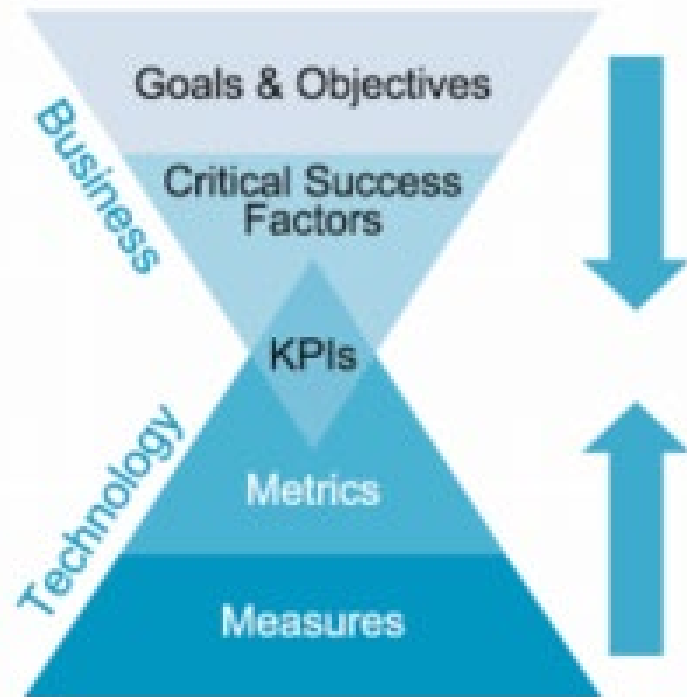 Goals & Objectives
Business
Critical Success
Factors
KPIs
Technology
Metrics
Measures